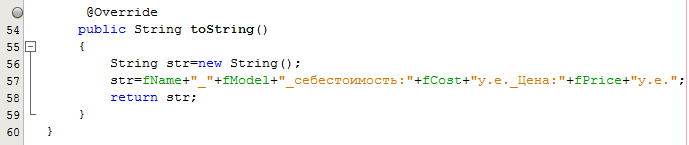 @Override
54 public String toString()
55 {
56 String str=new String();
57 str=fName+"_"+fModel+"_себестоимость:"+fCost+"у.е._Цена:"+fPrice+"у.е.";
58 return str;
59 }
60 }